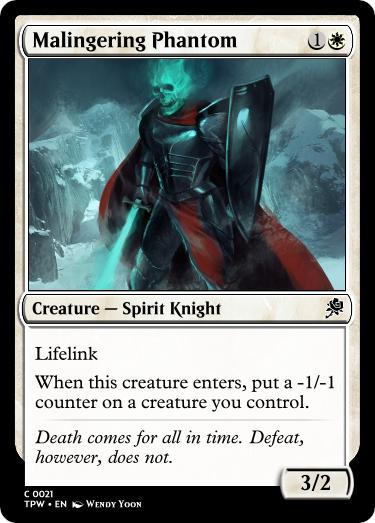 Malingering Phantom 1
Creature — Spirit Knight
Lifelink
When this creature enters, put a -1/-1
counter on a creature you control.
Death comes for all in time. Defeat,
however, does not.
3/2
C 0021
TPW • EN Wendy Yoon